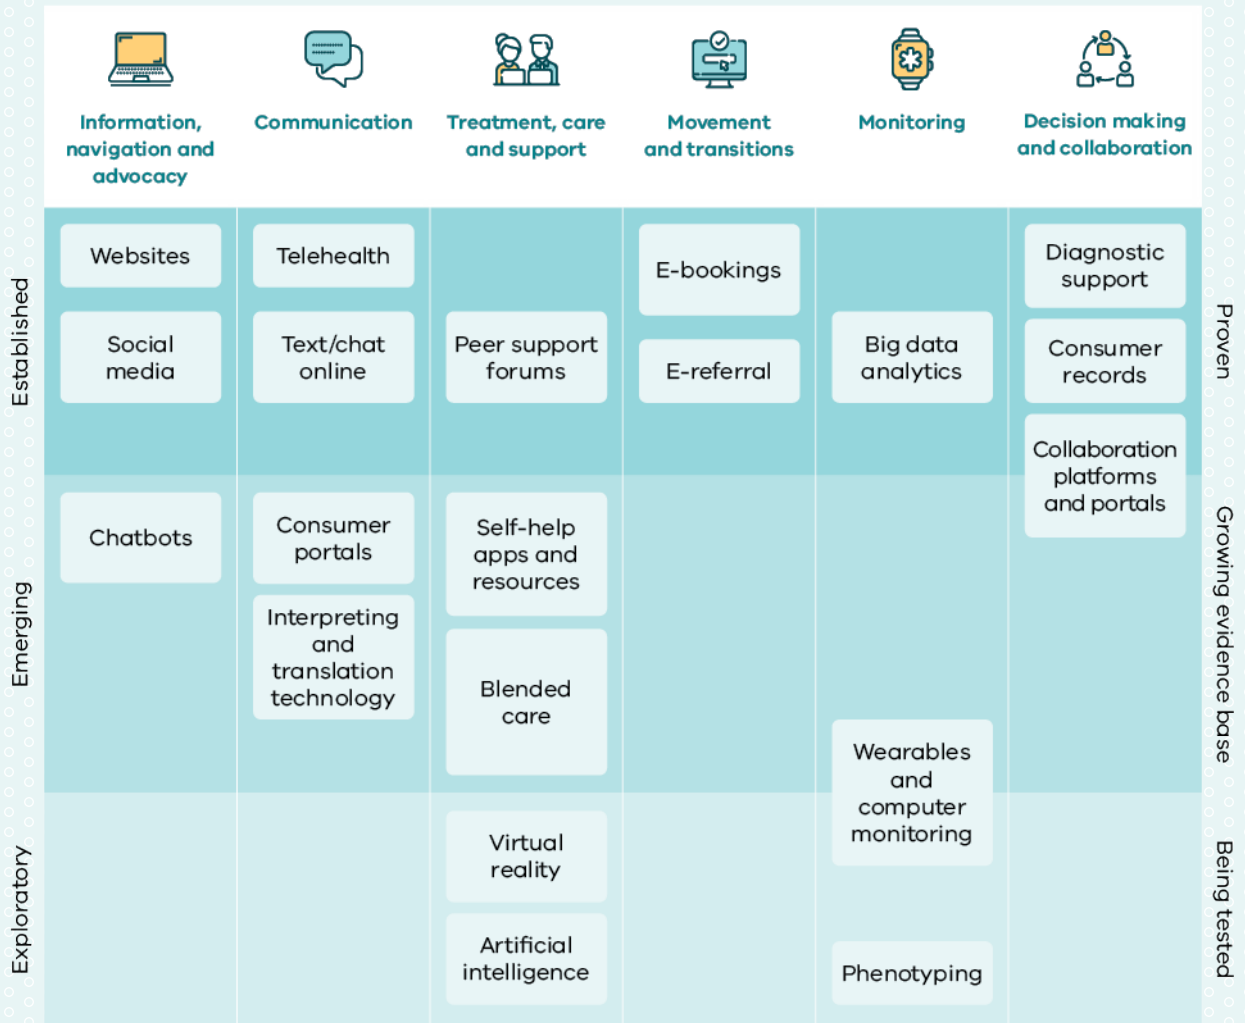 Information,
navigation and
advocacy
Communication
Treatment, care
and support
Movement
and transitions
Monitoring
Decision making
and collaboration
Established
Proven
Websites
Social
media
Telehealth
Text/chat
online
Peer support
forums
E-bookings
E-referral
Big data
analytics
Diagnostic
support
Consumer
records
Collaboration
platforms
and portals
Emerging
Growing evidence base
Chatbots
Consumer
portals
Interpreting
and
translation
technology
Self-help
apps and
resources
Blended
care
Wearables
and
computer
monitoring
Exploratory
Being tested
Virtual
reality
Artificial
intelligence
Phenotyping